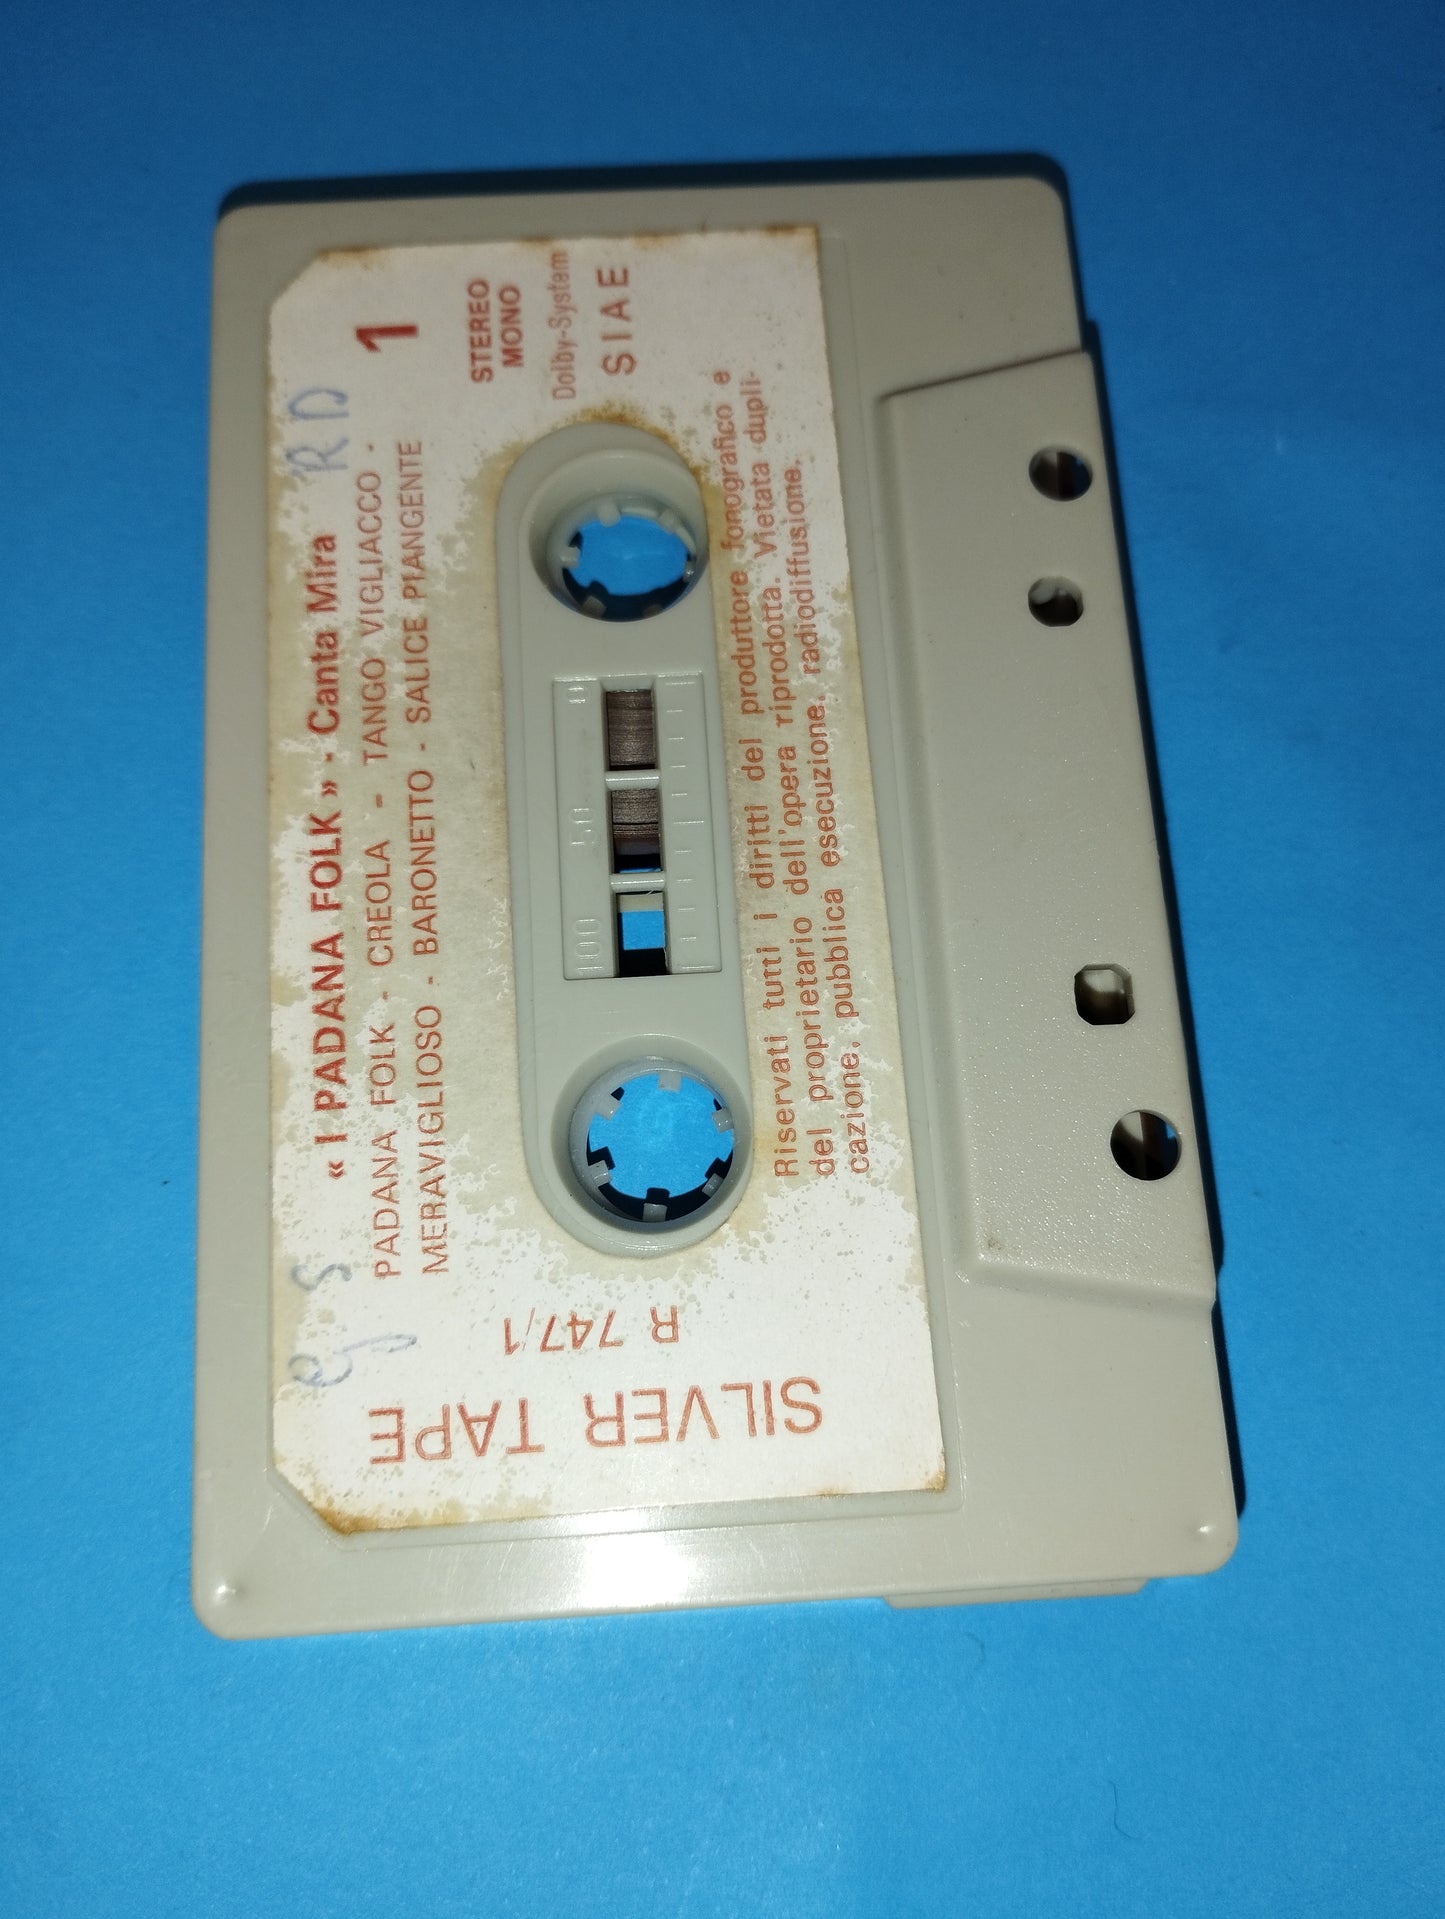 « I PADANA FOLK » - Canta Mira
R D
1
PADANA FOLK - CREOLA - TANGO VIGLIACCO -
MERAVIGLIOSO - BARONETTO - SALICE PIANGENTE
STEREO
MONO
Dolby-System
SIAE
100 50 0
Riservati tutti i diritti del produttore fonografico e
del proprietario dell'opera riprodotta. Vietata dupli-
cazione, pubblica esecuzione, radiodiffusione.
SILVER TAPE
R 747/1